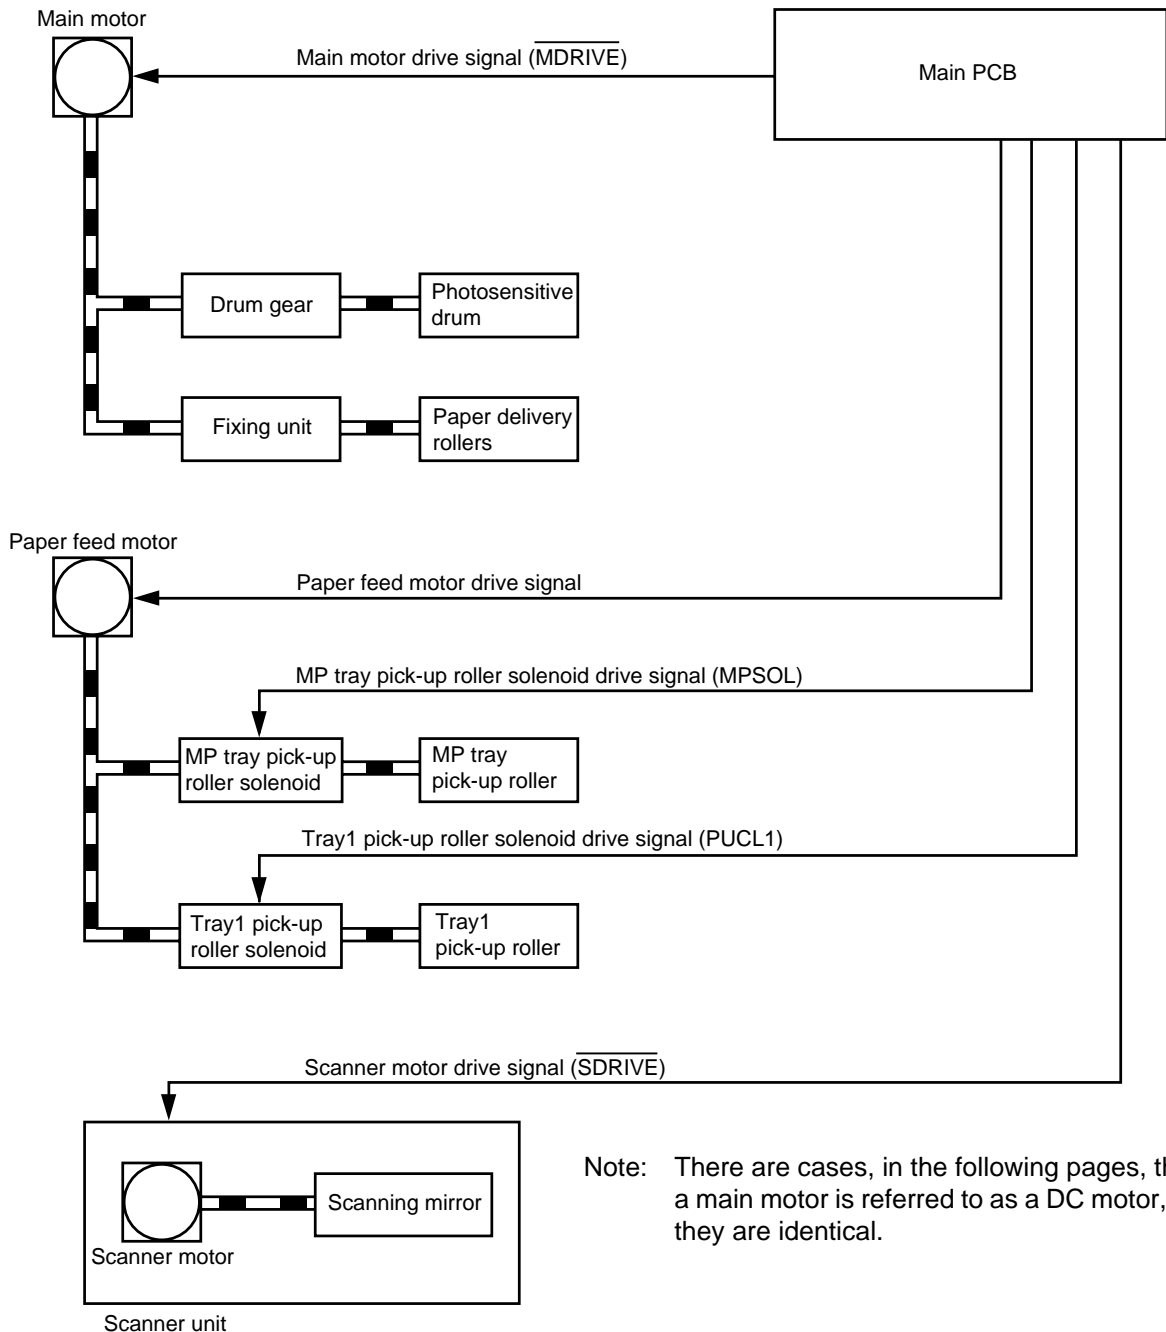 Main motor
Main motor drive signal (MDRIVE)
Main PCB
Drum gear
Photosensitive
drum
Fixing unit
Paper delivery
rollers
Paper feed motor
Paper feed motor drive signal
MP tray pick-up roller solenoid drive signal (MPSOL)
MP tray pick-up
roller solenoid
MP tray
pick-up roller
Tray1 pick-up roller solenoid drive signal (PUCL1)
Tray1 pick-up
roller solenoid
Tray1
pick-up roller
Scanner motor drive signal (SDRIVE)
Scanning mirror
Scanner motor
Scanner unit
Note: There are cases, in the following pages,
a main motor is referred to as a DC motor,
they are identical.